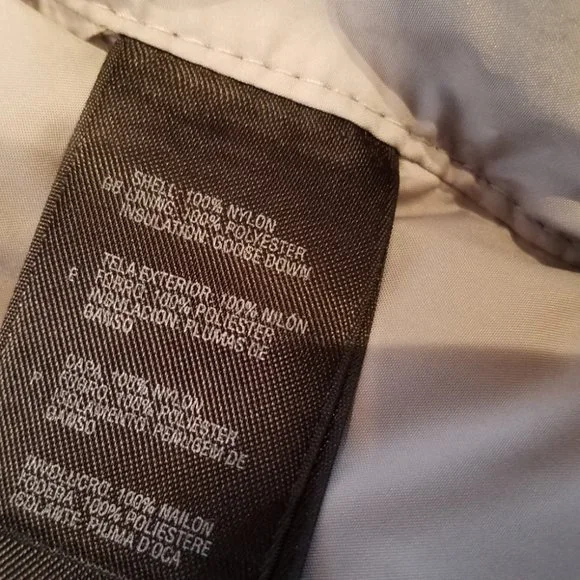 SHELL: 100% NYLON
GB LINING: 100% POLYESTER
INSULATION: GOOSE DOWN
TELA EXTERIOR: 100% NILÓN
E FORRO: 100% POLIESTER
INSULACION: PLUMAS DE
GANSO
CAPA: 100% NYLON
P FORRO: 100% POLIESTER
ISOLAMENTO PENUGEM DE
GANSO
INVOLUCRO: 100% NAILON
FODERA: 100% POLIESTERE
ISOLANTE: PIUMA D'OCA